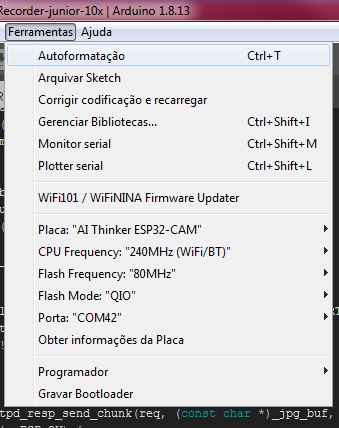 Recorder-junior-10x | Arduino 1.8.13
Ferramentas Ajuda
Autoformatação Ctrl+T
Arquivar Sketch
Corrigir codificação e recarregar
Gerenciar Bibliotecas... Ctrl+Shift+I
Monitor serial Ctrl+Shift+M
Plotter serial Ctrl+Shift+L
WiFi101 / WiFiNINA Firmware Updater
Placa: "AI Thinker ESP32-CAM"
CPU Frequency: "240MHz (WiFi/BT)"
Flash Frequency: "80MHz"
Flash Mode: "QIO"
Porta: "COM42"
Obter informações da Placa
Programador
Gravar Bootloader
tpd_resp_send_chunk(req, (const char *)_jpg_buf,